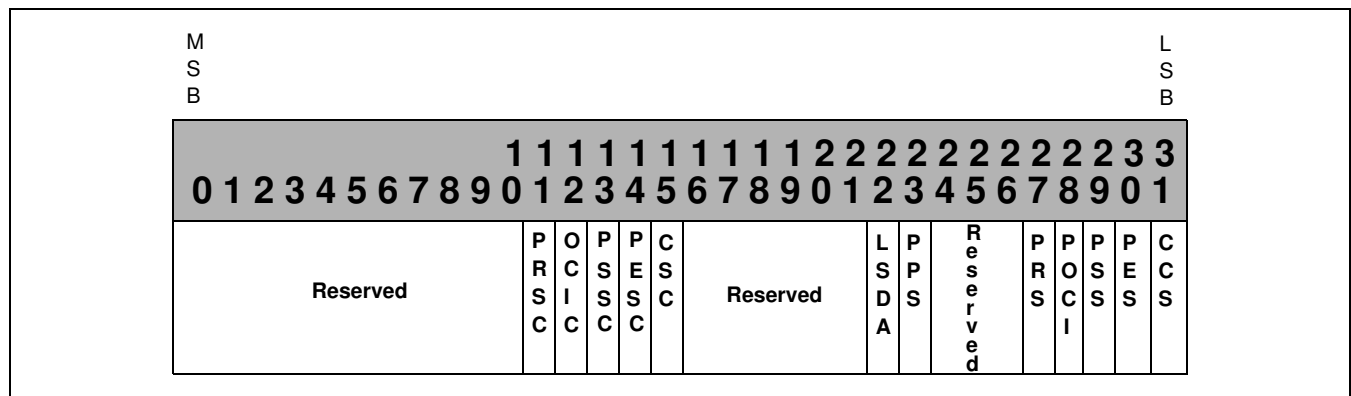 MSB LSB
1 1 1 1 1 1 1 1 1 1 2 2 2 2 2 2 2 2 2 2 3 3
0 1 2 3 4 5 6 7 8 9 0 1 2 3 4 5 6 7 8 9 0 1 2 3 4 5 6 7 8 9 0 1
Reserved PRSC OCIC PSSC PESC CSC Reserved LSDA PPS Reserved PRS POCI PSS PES CCS